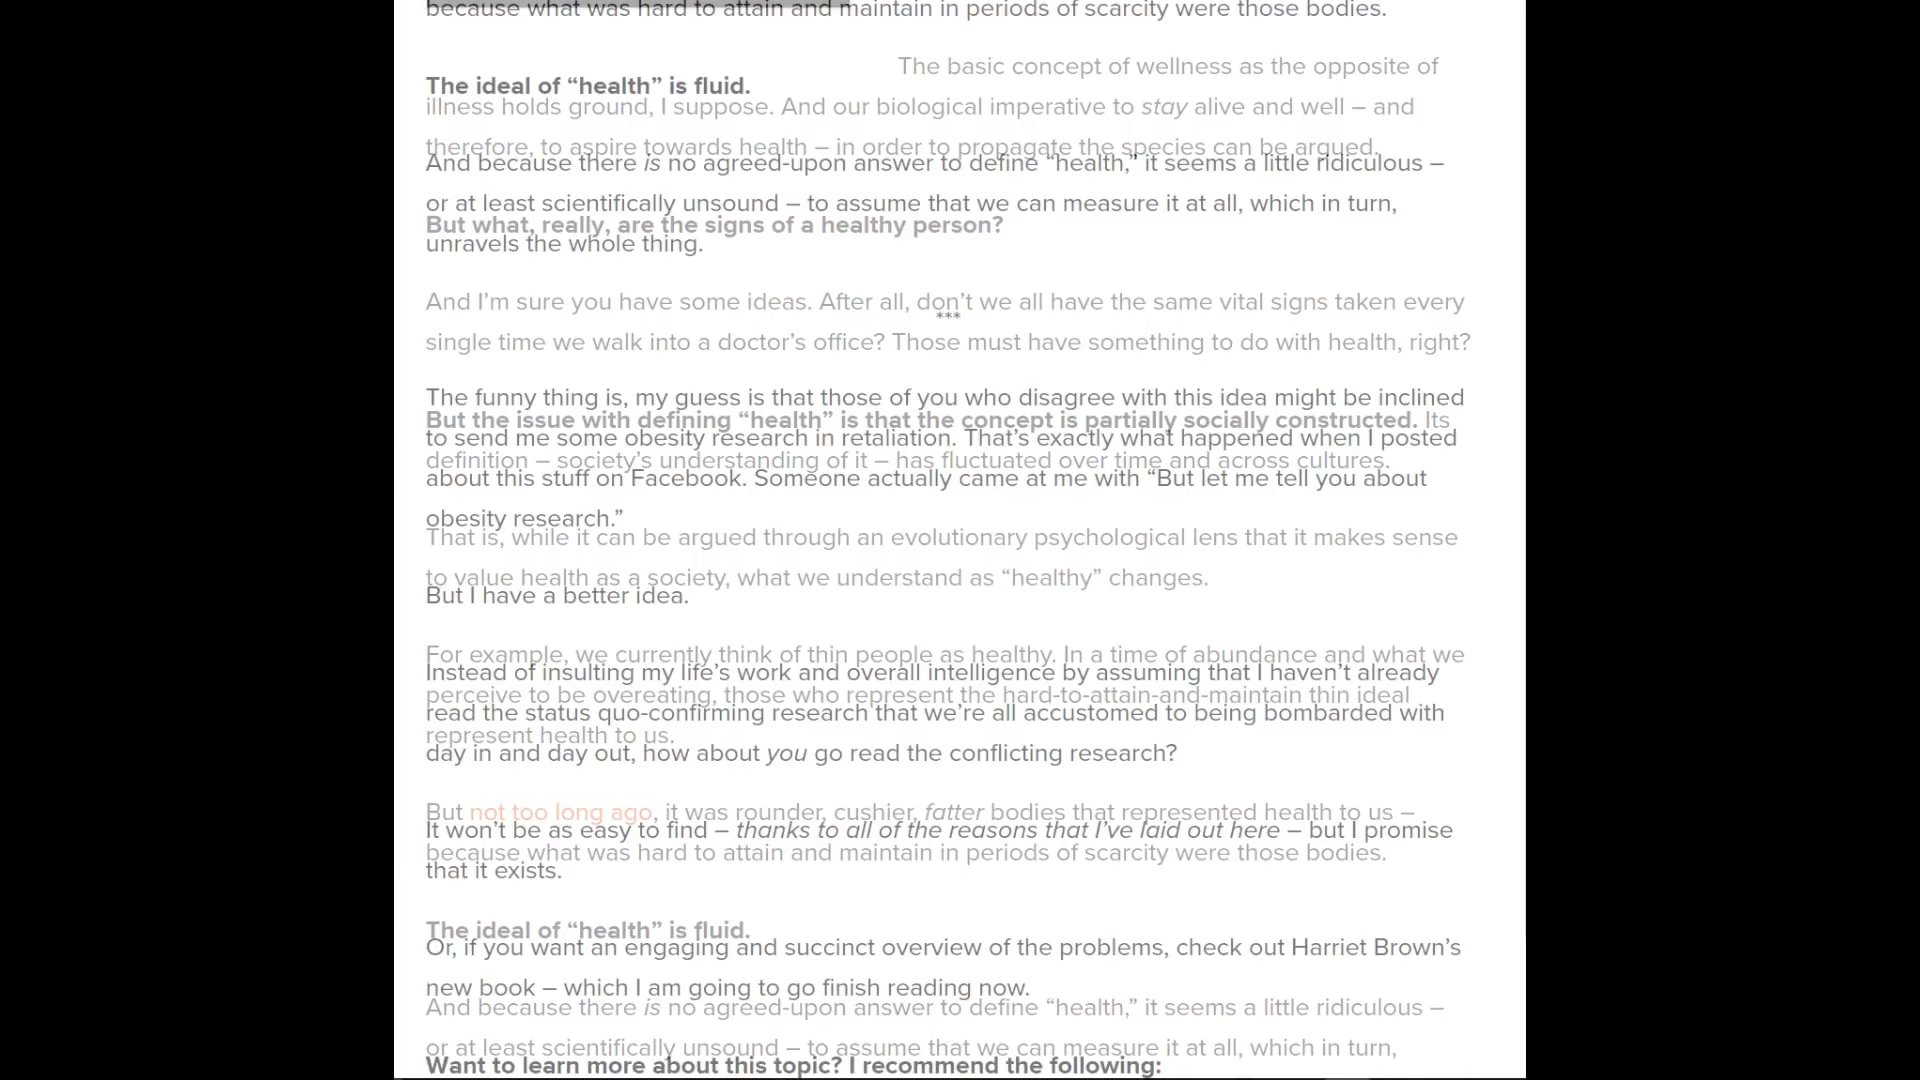 because what was hard to attain and maintain in periods of scarcity were those bodies.
The basic concept of wellness as the opposite of
The ideal of “health” is fluid.
illness holds ground, I suppose. And our biological imperative to stay alive and well – and
therefore, to aspire towards health – in order to propagate the species can be argued.
And because there is no agreed-upon answer to define “health,” it seems a little ridiculous –
or at least scientifically unsound – to assume that we can measure it at all, which in turn,
But what, really, are the signs of a healthy person?
unravels the whole thing.
And I’m sure you have some ideas. After all, don’t we all have the same vital signs taken every
***
single time we walk into a doctor’s office? Those must have something to do with health, right?
The funny thing is, my guess is that those of you who disagree with this idea might be inclined
But the issue with defining “health” is that the concept is partially socially constructed. Its
to send me some obesity research in retaliation. That’s exactly what happened when I posted
definition – society’s understanding of it – has fluctuated over time and across cultures.
about this stuff on Facebook. Someone actually came at me with “But let me tell you about
obesity research.”
That is, while it can be argued through an evolutionary psychological lens that it makes sense
to value health as a society, what we understand as “healthy” changes.
But I have a better idea.
For example, we currently think of thin people as healthy. In a time of abundance and what we
Instead of insulting my life’s work and overall intelligence by assuming that I haven’t already
perceive to be overeating, those who represent the hard-to-attain-and-maintain thin ideal
read the status quo-confirming research that we’re all accustomed to being bombarded with
represent health to us.
day in and day out, how about you go read the conflicting research?
But not too long ago, it was rounder, cushier, fatter bodies that represented health to us –
It won’t be as easy to find – thanks to all of the reasons that I’ve laid out here – but I promise
because what was hard to attain and maintain in periods of scarcity were those bodies.
that it exists.
The ideal of “health” is fluid.
Or, if you want an engaging and succinct overview of the problems, check out Harriet Brown’s
new book – which I am going to go finish reading now.
And because there is no agreed-upon answer to define “health,” it seems a little ridiculous –
or at least scientifically unsound – to assume that we can measure it at all, which in turn,
Want to learn more about this topic? I recommend the following: